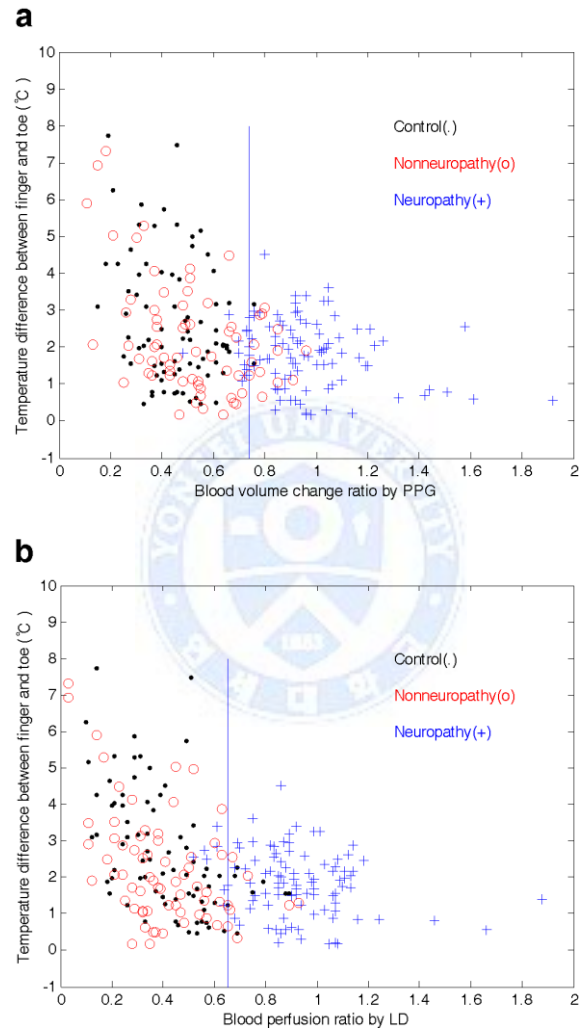 a
Temperature difference between finger and toe (℃)
10
9
8
7
6
5
4
3
2
1
0
-1
Control(.)
Nonneuropathy(o)
Neuropathy(+)
0 0.2 0.4 0.6 0.8 1 1.2 1.4 1.6 1.8 2
Blood volume change ratio by PPG
YONSEI UNIVERSITY
1885
b
Temperature difference between finger and toe (℃)
10
9
8
7
6
5
4
3
2
1
0
-1
Control(.)
Nonneuropathy(o)
Neuropathy(+)
0 0.2 0.4 0.6 0.8 1 1.2 1.4 1.6 1.8 2
Blood perfusion ratio by LD